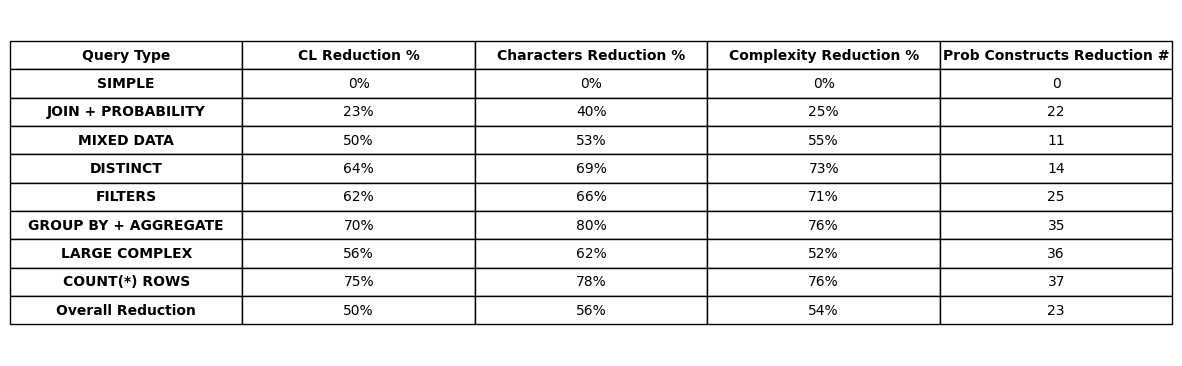 Query Type CL Reduction % Characters Reduction % Complexity Reduction % Prob Constructs Reduction #
SIMPLE 0% 0% 0% 0
JOIN + PROBABILITY 23% 40% 25% 22
MIXED DATA 50% 53% 55% 11
DISTINCT 64% 69% 73% 14
FILTERS 62% 66% 71% 25
GROUP BY + AGGREGATE 70% 80% 76% 35
LARGE COMPLEX 56% 62% 52% 36
COUNT(*) ROWS 75% 78% 76% 37
Overall Reduction 50% 56% 54% 23